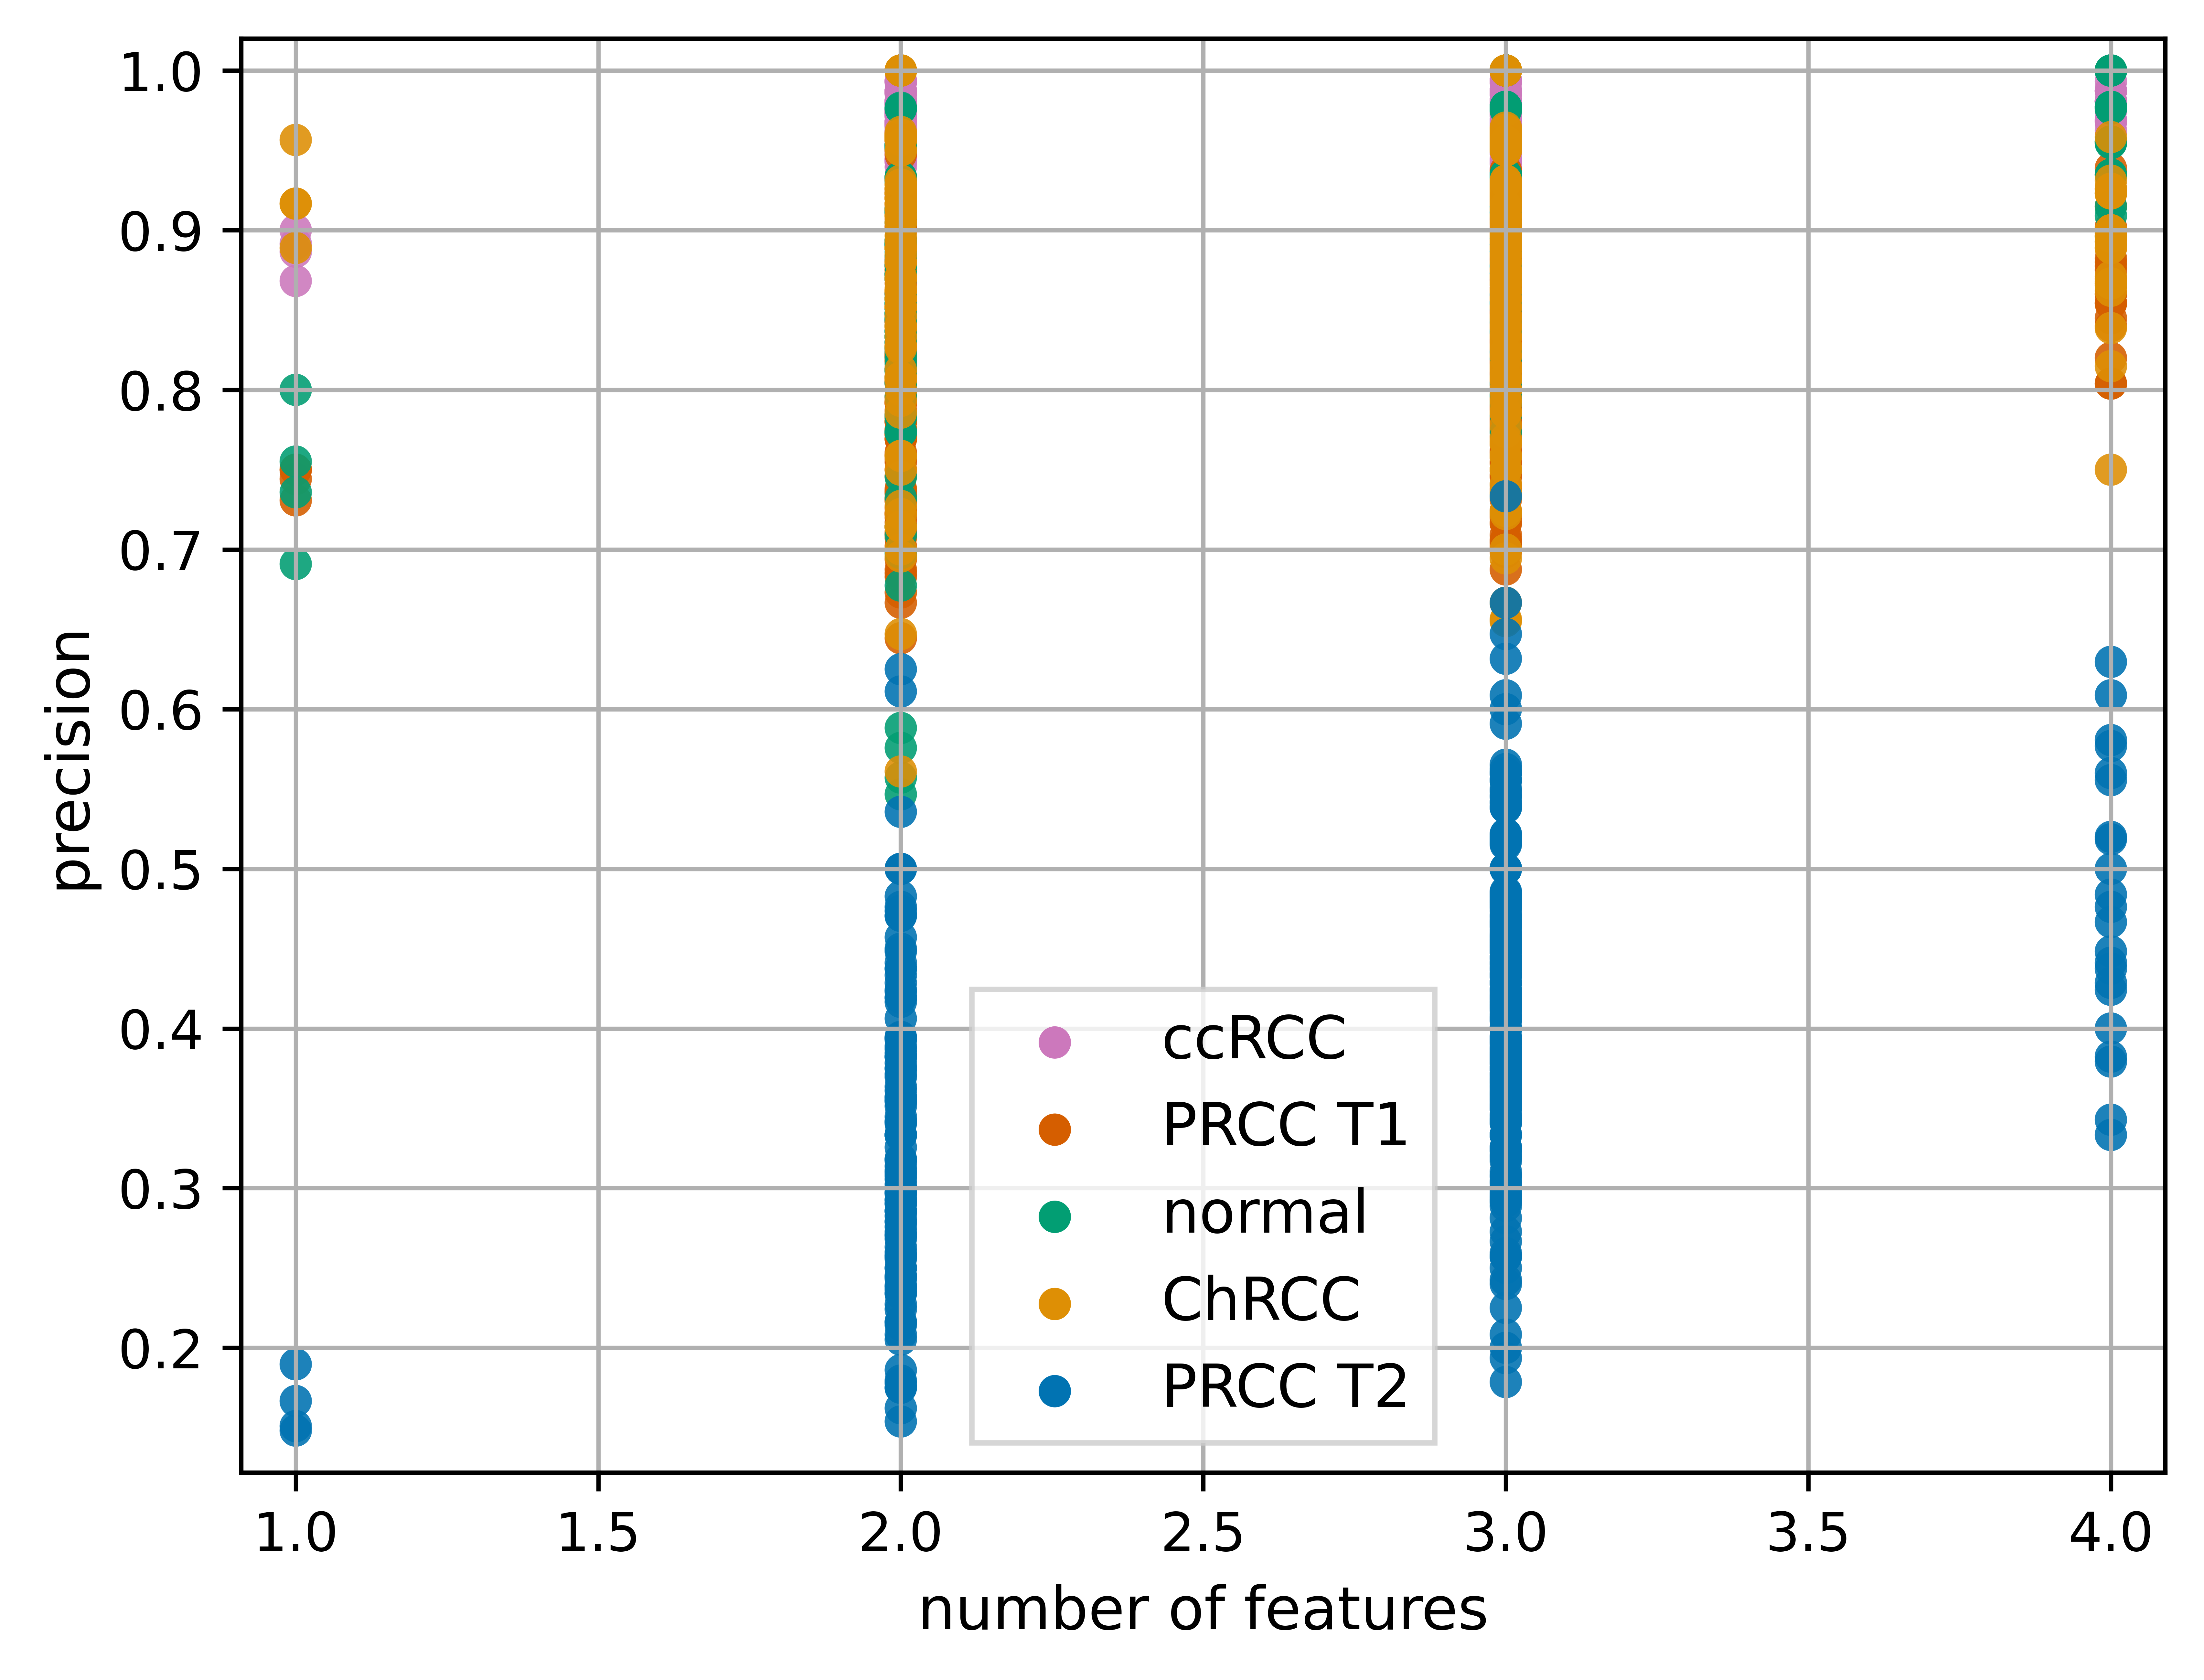 1.0
0.9
0.8
0.7
0.6
0.5
0.4
0.3
0.2
precision
ccRCC
PRCC T1
normal
ChRCC
PRCC T2
1.0 1.5 2.0 2.5 3.0 3.5 4.0
number of features